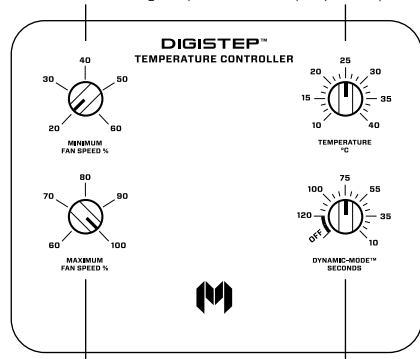 DIGISTEP™
TEMPERATURE CONTROLLER
40
30 50
20 60
MINIMUM
FAN SPEED %
25
20 30
15 35
10 40
TEMPERATURE
°C
80
70 90
60 100
MAXIMUM
FAN SPEED %
75
100 55
120 35
OFF 10
DYNAMIC-MODE™
SECONDS